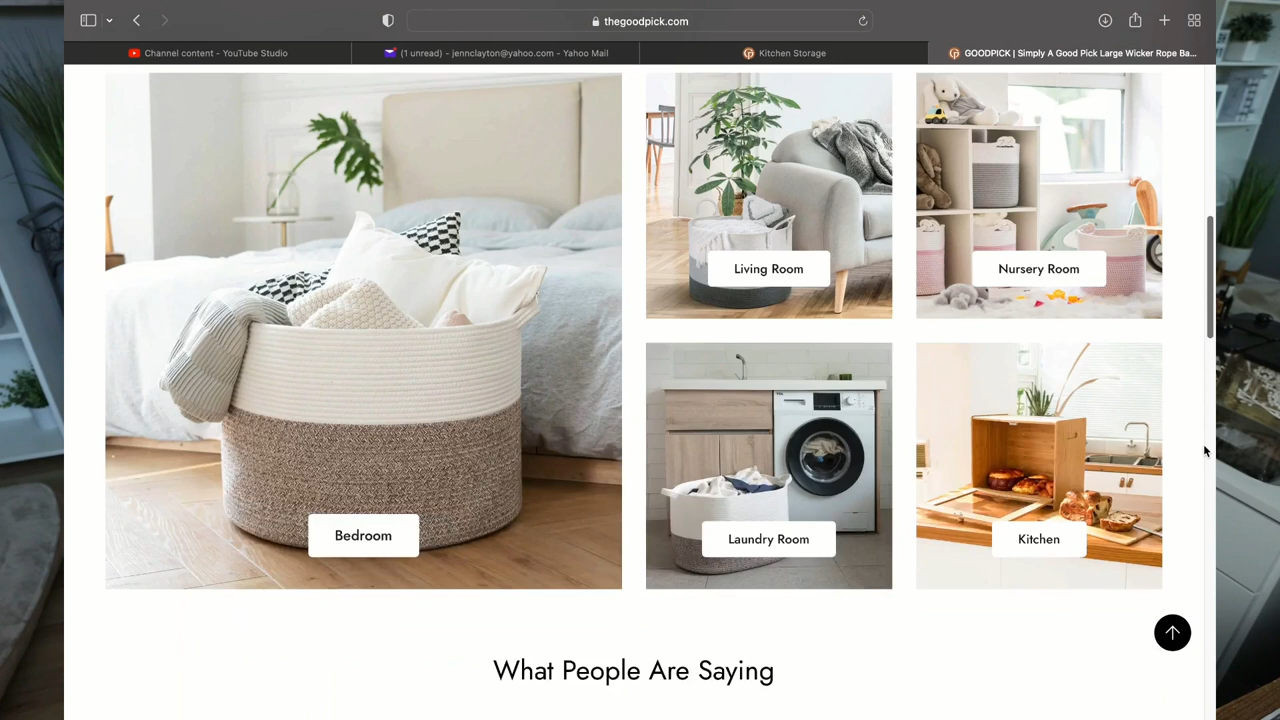 thegoodpick.com
Channel content - YouTube Studio
(1 unread) - jennclayton@yahoo.com - Yahoo Mail
Kitchen Storage
GOODPICK | Simply A Good Pick Large Wicker Rope Ba...
Living Room
Nursery Room
Bedroom
Laundry Room
Kitchen
What People Are Saying